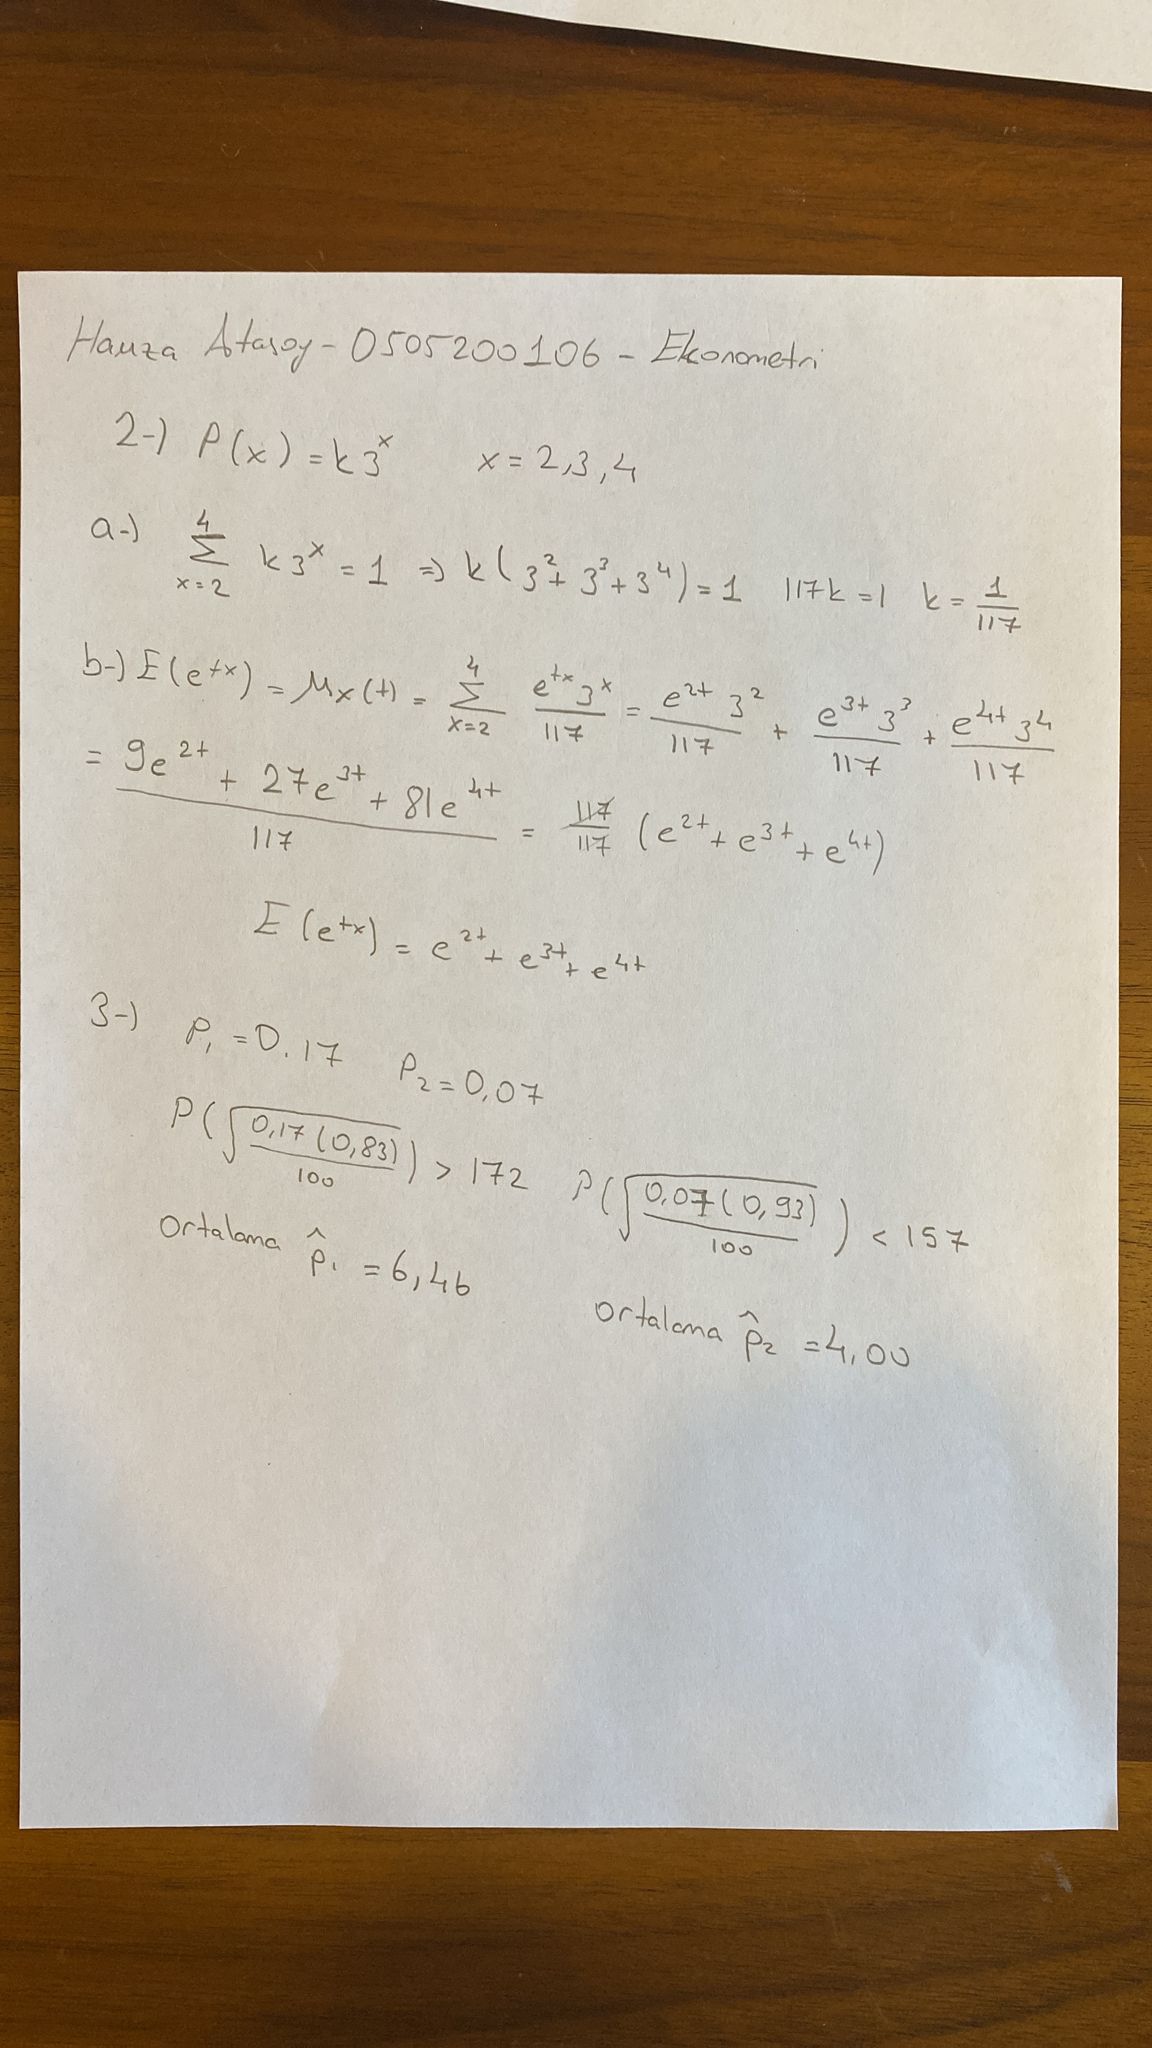 Hamza Atasoy - 0505200106 - Ekonometri
2-) P(x) = k3^x x = 2,3,4
a-) \sum_{x=2}^{4} k3^x = 1 ⇒ k(3^2 + 3^3 + 3^4) = 1 117k = 1 k = \frac{1}{117}
b-) E(e^{tx}) = M_X(t) = \sum_{x=2}^{4} \frac{e^{tx} 3^x}{117} = \frac{e^{2t} 3^2}{117} + \frac{e^{3t} 3^3}{117} + \frac{e^{4t} 3^4}{117}
= \frac{9e^{2t} + 27e^{3t} + 81e^{4t}}{117} = \frac{117}{117} (e^{2t} + e^{3t} + e^{4t})
E(e^{tx}) = e^{2t} + e^{3t} + e^{4t}
3-) P_1 = 0.17 P_2 = 0,07
P(\sqrt{\frac{0,17(0,83)}{100}}) > 172 P(\sqrt{\frac{0,07(0,93)}{100}}) < 157
Ortalama \hat{p}_1 = 6,46 Ortalama \hat{p}_2 = 4,00